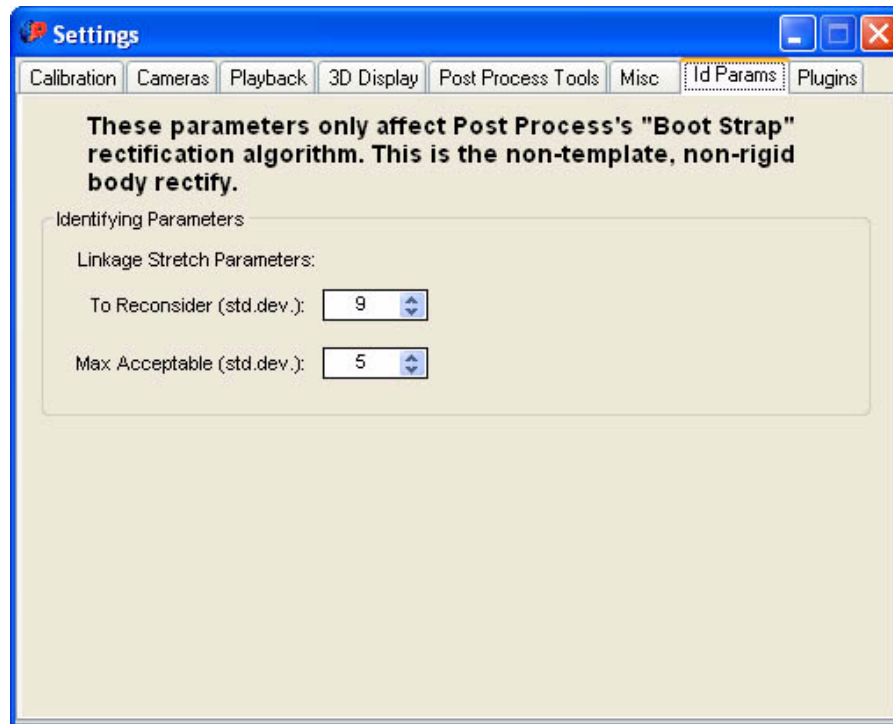 Settings
Calibration Cameras Playback 3D Display Post Process Tools Misc Id Params Plugins
These parameters only affect Post Process's "Boot Strap"
rectification algorithm. This is the non-template, non-rigid
body rectify.
Identifying Parameters
Linkage Stretch Parameters:
To Reconsider (std.dev.): 9
Max Acceptable (std.dev.): 5